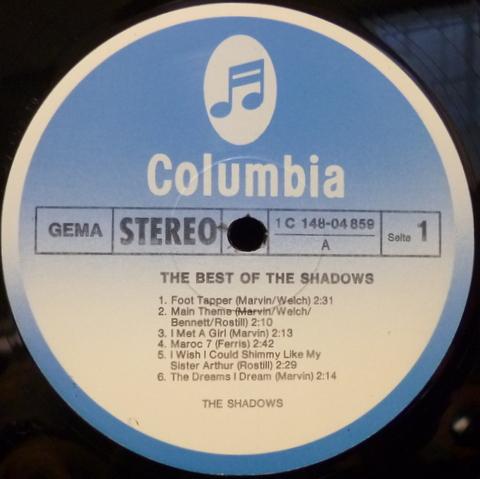 Columbia
GEMA STEREO 1C 148-04 859 A Seite 1
THE BEST OF THE SHADOWS
1. Foot Tapper (Marvin/Welch) 2:31
2. Main Theme (Marvin/Welch/
Bennett/Rostill) 2:10
3. I Met A Girl (Marvin) 2:13
4. Maroc 7 (Ferris) 2:42
5. I Wish I Could Shimmy Like My
Sister Arthur (Rostill) 2:29
6. The Dreams I Dream (Marvin) 2:14
THE SHADOWS